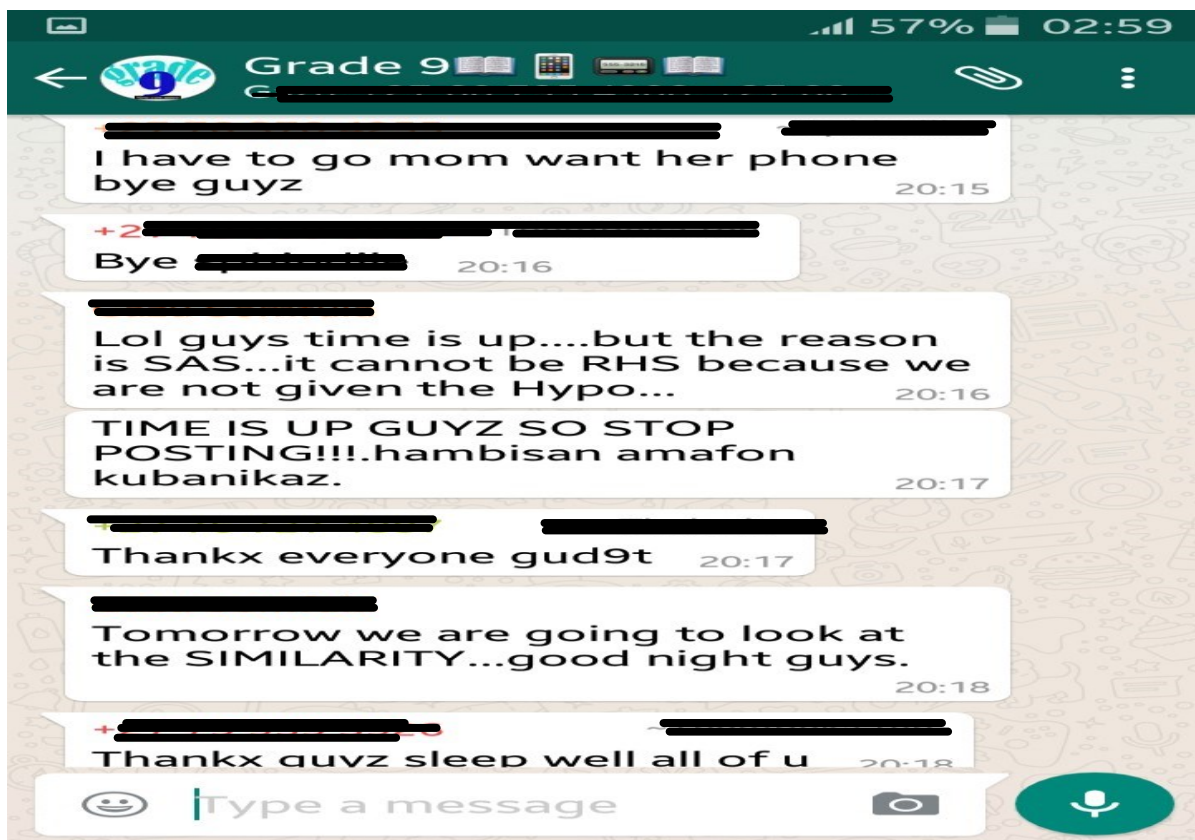 57% 02:59
Grade 9
grade 9
I have to go mom want her phone
bye guyz
20:15
+2
Bye
20:16
Lol guys time is up....but the reason
is SAS...it cannot be RHS because we
are not given the Hypo...
20:16
TIME IS UP GUYZ SO STOP
POSTING!!!.hambisan amafon
kubanikaz.
20:17
Thankx everyone gud9t
20:17
Tomorrow we are going to look at
the SIMILARITY...good night guys.
20:18
Thankx guyz sleep well all of u
20:18
Type a message